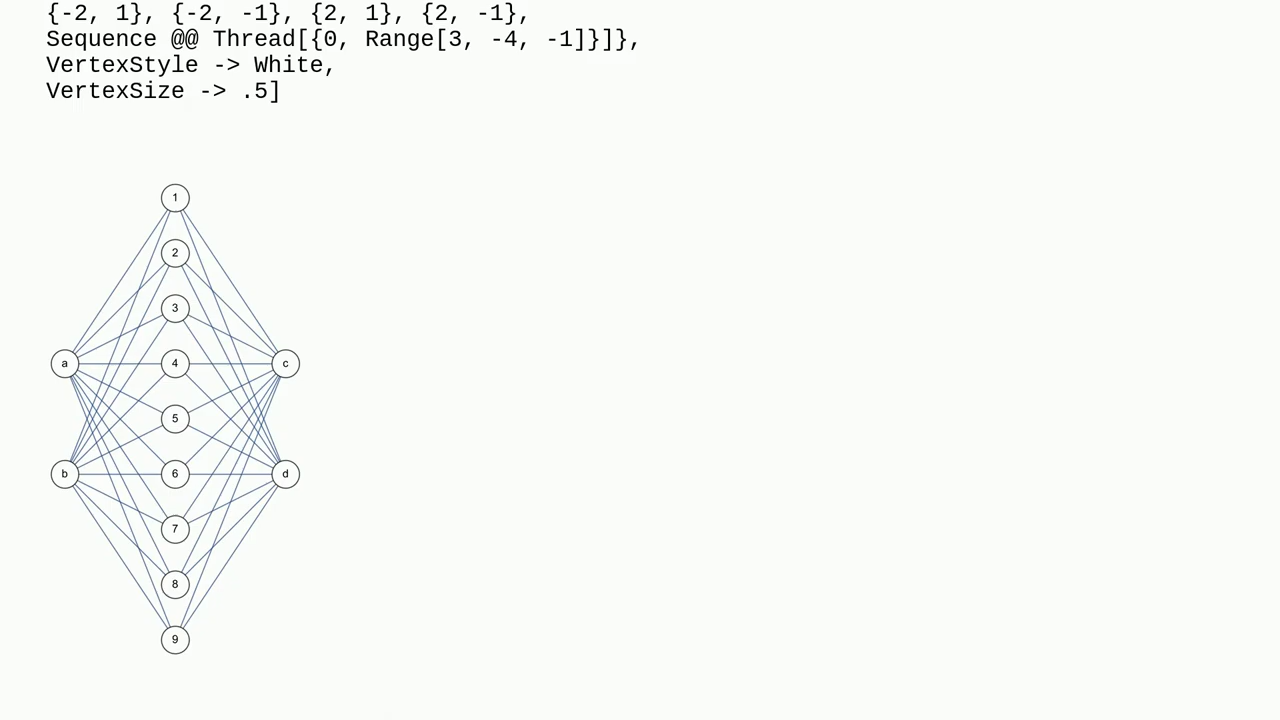 {-2, 1}, {-2, -1}, {2, 1}, {2, -1},
Sequence @@ Thread[{0, Range[3, -4, -1]}]},
VertexStyle -> White,
VertexSize -> .5]
1
2
3
a
4
c
5
b
6
d
7
8
9